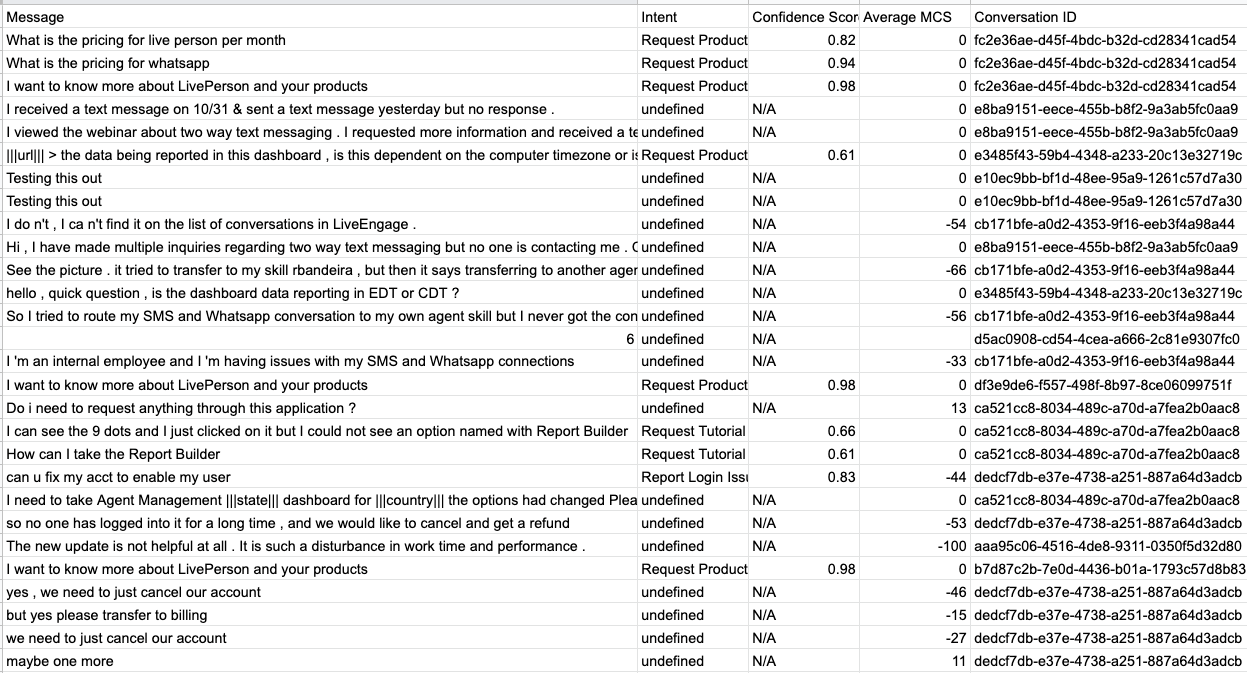 Message Intent Confidence Scor Average MCS Conversation ID
What is the pricing for live person per month Request Product 0.82 0 fc2e36ae-d45f-4bdc-b32d-cd28341cad54
What is the pricing for whatsapp Request Product 0.94 0 fc2e36ae-d45f-4bdc-b32d-cd28341cad54
I want to know more about LivePerson and your products Request Product 0.98 0 fc2e36ae-d45f-4bdc-b32d-cd28341cad54
I received a text message on 10/31 & sent a text message yesterday but no response . undefined N/A 0 e8ba9151-eece-455b-b8f2-9a3ab5fc0aa9
I viewed the webinar about two way text messaging . I requested more information and received a te undefined N/A 0 e8ba9151-eece-455b-b8f2-9a3ab5fc0aa9
|||url||| > the data being reported in this dashboard , is this dependent on the computer timezone or is Request Product 0.61 0 e3485f43-59b4-4348-a233-20c13e32719c
Testing this out undefined N/A 0 e10ec9bb-bf1d-48ee-95a9-1261c57d7a30
Testing this out undefined N/A 0 e10ec9bb-bf1d-48ee-95a9-1261c57d7a30
I do n't , I ca n't find it on the list of conversations in LiveEngage . undefined N/A -54 cb171bfe-a0d2-4353-9f16-eeb3f4a98a44
Hi , I have made multiple inquiries regarding two way text messaging but no one is contacting me . C undefined N/A 0 e8ba9151-eece-455b-b8f2-9a3ab5fc0aa9
See the picture . it tried to transfer to my skill rbandeira , but then it says transferring to another agen undefined N/A -66 cb171bfe-a0d2-4353-9f16-eeb3f4a98a44
hello , quick question , is the dashboard data reporting in EDT or CDT ? undefined N/A 0 e3485f43-59b4-4348-a233-20c13e32719c
So I tried to route my SMS and Whatsapp conversation to my own agent skill but I never got the con undefined N/A -56 cb171bfe-a0d2-4353-9f16-eeb3f4a98a44
6 undefined N/A d5ac0908-cd54-4cea-a666-2c81e9307fc0
I 'm an internal employee and I 'm having issues with my SMS and Whatsapp connections undefined N/A -33 cb171bfe-a0d2-4353-9f16-eeb3f4a98a44
I want to know more about LivePerson and your products Request Product 0.98 0 df3e9de6-f557-498f-8b97-8ce06099751f
Do i need to request anything through this application ? undefined N/A 13 ca521cc8-8034-489c-a70d-a7fea2b0aac8
I can see the 9 dots and I just clicked on it but I could not see an option named with Report Builder Request Tutorial 0.66 0 ca521cc8-8034-489c-a70d-a7fea2b0aac8
How can I take the Report Builder Request Tutorial 0.61 0 ca521cc8-8034-489c-a70d-a7fea2b0aac8
can u fix my acct to enable my user Report Login Issu 0.83 -44 dedcf7db-e37e-4738-a251-887a64d3adcb
I need to take Agent Management |||state||| dashboard for |||country||| the options had changed Plea undefined N/A 0 ca521cc8-8034-489c-a70d-a7fea2b0aac8
so no one has logged into it for a long time , and we would like to cancel and get a refund undefined N/A -53 dedcf7db-e37e-4738-a251-887a64d3adcb
The new update is not helpful at all . It is such a disturbance in work time and performance . undefined N/A -100 aaa95c06-4516-4de8-9311-0350f5d32d80
I want to know more about LivePerson and your products Request Product 0.98 0 b7d87c2b-7e0d-4436-b01a-1793c57d8b83
yes , we need to just cancel our account undefined N/A -46 dedcf7db-e37e-4738-a251-887a64d3adcb
but yes please transfer to billing undefined N/A -15 dedcf7db-e37e-4738-a251-887a64d3adcb
we need to just cancel our account undefined N/A -27 dedcf7db-e37e-4738-a251-887a64d3adcb
maybe one more undefined N/A 11 dedcf7db-e37e-4738-a251-887a64d3adcb